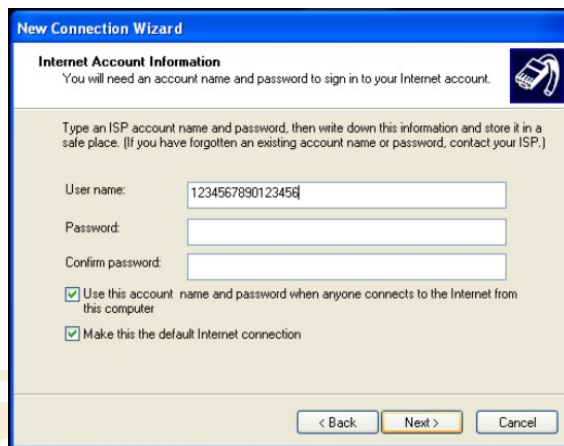 New Connection Wizard
Internet Account Information
You will need an account name and password to sign in to your Internet account.
Type an ISP account name and password, then write down this information and store it in a
safe place. (If you have forgotten an existing account name or password, contact your ISP.)
User name:
1234567890123456
Password:
Confirm password:
Use this account name and password when anyone connects to the Internet from
this computer
Make this the default Internet connection
< Back
Next >
Cancel